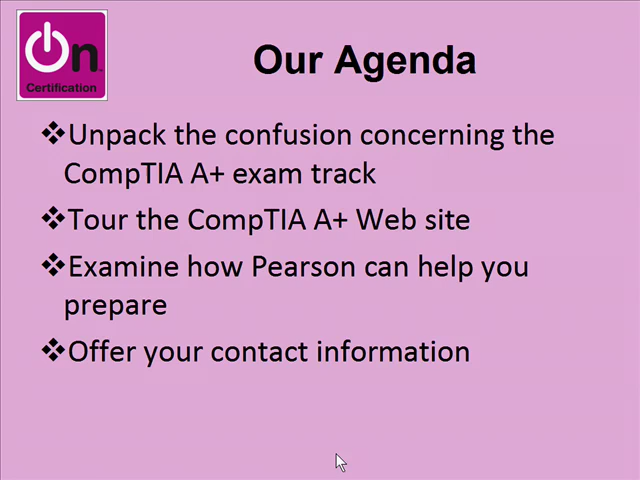 On
Certification
Our Agenda
❖Unpack the confusion concerning the
CompTIA A+ exam track
❖Tour the CompTIA A+ Web site
❖Examine how Pearson can help you
prepare
❖Offer your contact information